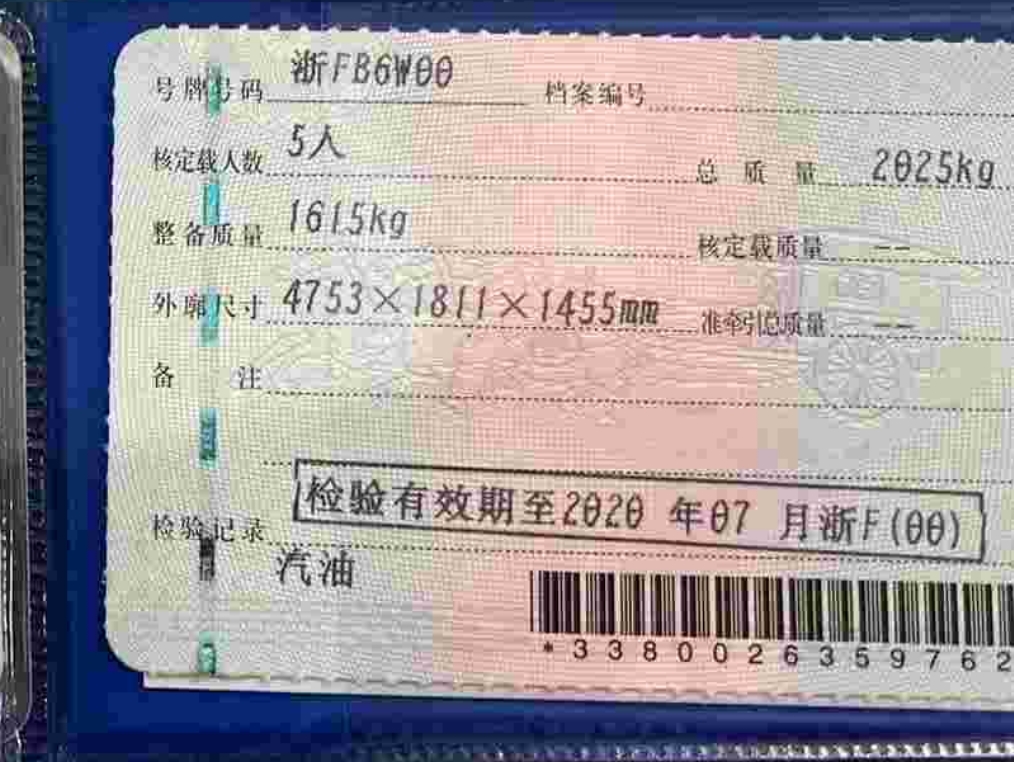 号牌号码 浙FB6W00 档案编号
核定载人数 5人 总质量 2025kg
整备质量 1615kg 核定载质量 --
外廓尺寸 4753×1811×1455mm 准牵引总质量 --
备注
检验记录 检验有效期至2020 年07 月浙F(00)
汽油
*3380026359762